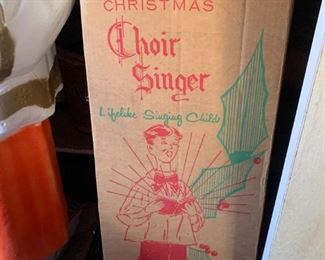 CHRISTMAS
Choir
Singer
Lifelike Singing Child